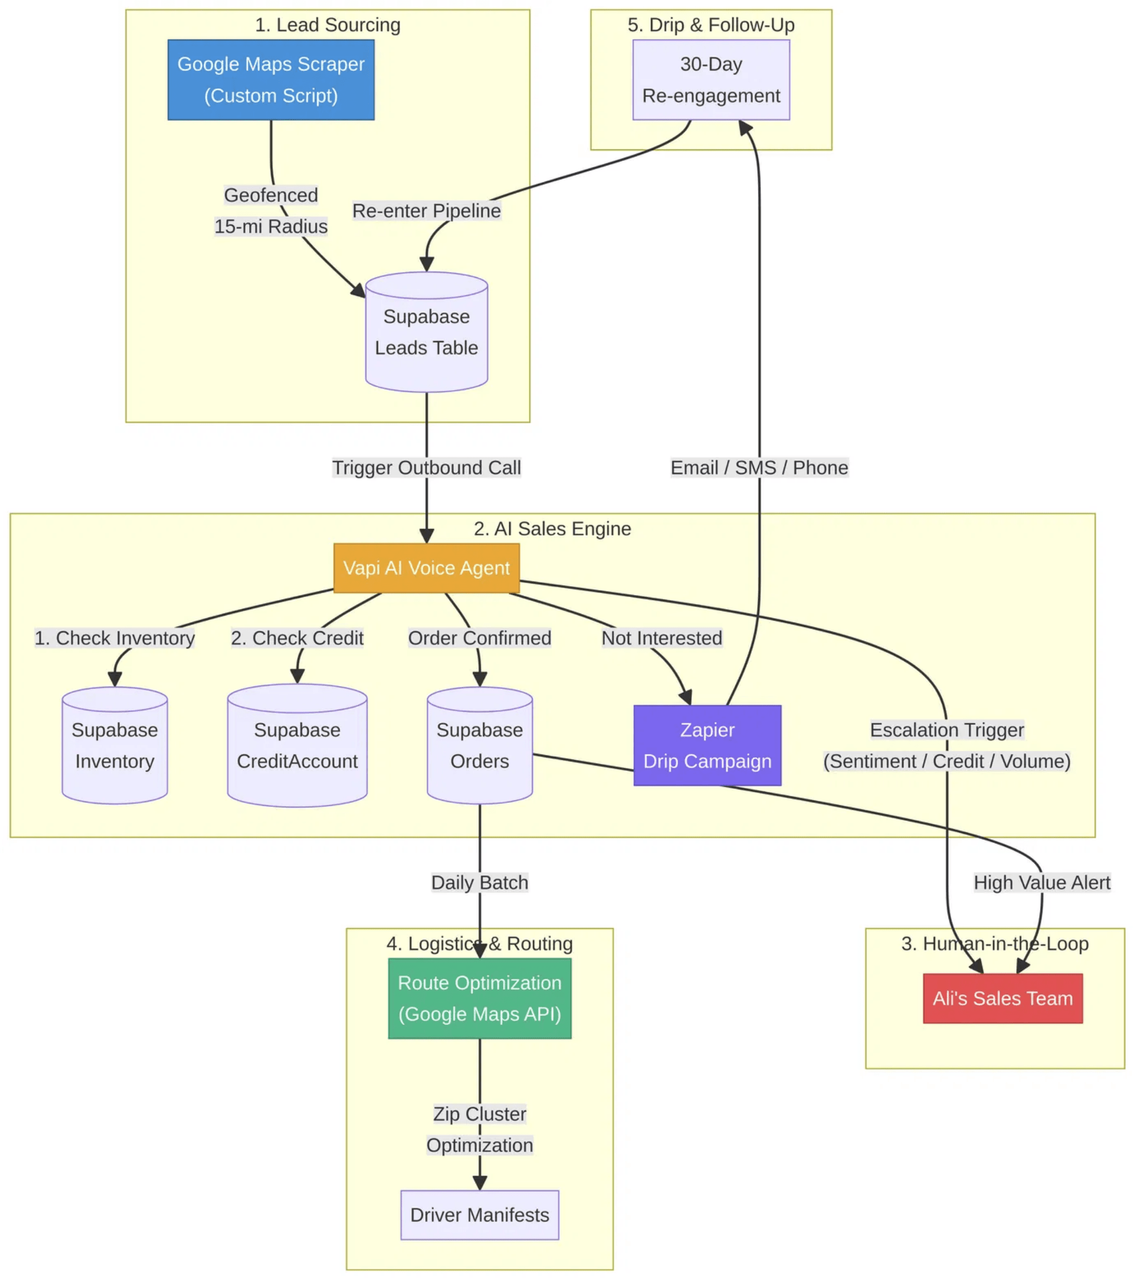 1. Lead Sourcing
Google Maps Scraper
(Custom Script)
Geofenced
15-mi Radius
Re-enter Pipeline
Supabase
Leads Table
5. Drip & Follow-Up
30-Day
Re-engagement
Trigger Outbound Call
Email / SMS / Phone
2. AI Sales Engine
Vapi AI Voice Agent
1. Check Inventory
2. Check Credit
Order Confirmed
Not Interested
Supabase
Inventory
Supabase
CreditAccount
Supabase
Orders
Zapier
Drip Campaign
Escalation Trigger
(Sentiment / Credit / Volume)
Daily Batch
High Value Alert
4. Logistics & Routing
Route Optimization
(Google Maps API)
Zip Cluster
Optimization
Driver Manifests
3. Human-in-the-Loop
Ali's Sales Team